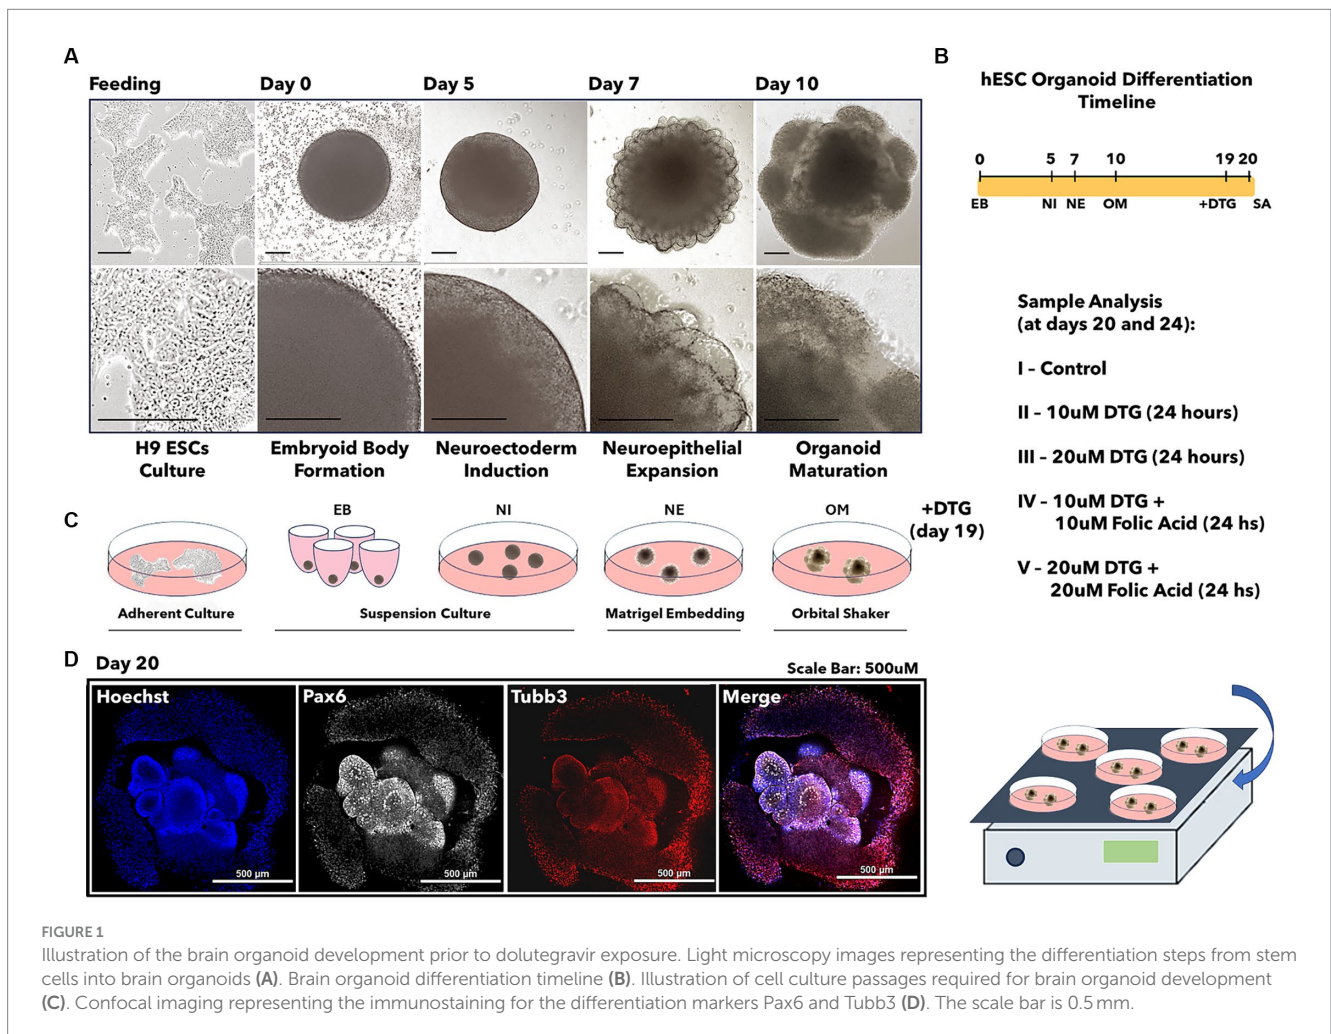 A
Feeding
Day 0
Day 5
Day 7
Day 10
H9 ESCs
Culture
Embryoid Body
Formation
Neuroectoderm
Induction
Neuroepithelial
Expansion
Organoid
Maturation
B
hESC Organoid Differentiation
Timeline
0 5 7 10 19 20
EB NI NE OM +DTG SA
Sample Analysis
(at days 20 and 24):
I - Control
II - 10uM DTG (24 hours)
III - 20uM DTG (24 hours)
IV - 10uM DTG +
10uM Folic Acid (24 hs)
V - 20uM DTG +
20uM Folic Acid (24 hs)
C
EB
NI
NE
OM
+DTG
(day 19)
Adherent Culture
Suspension Culture
Matrigel Embedding
Orbital Shaker
D
Day 20
Scale Bar: 500uM
Hoechst
Pax6
Tubb3
Merge
500 µm
500 µm
500 µm
500 µm
FIGURE 1
Illustration of the brain organoid development prior to dolutegravir exposure. Light microscopy images representing the differentiation steps from stem
cells into brain organoids (A). Brain organoid differentiation timeline (B). Illustration of cell culture passages required for brain organoid development
(C). Confocal imaging representing the immunostaining for the differentiation markers Pax6 and Tubb3 (D). The scale bar is 0.5 mm.